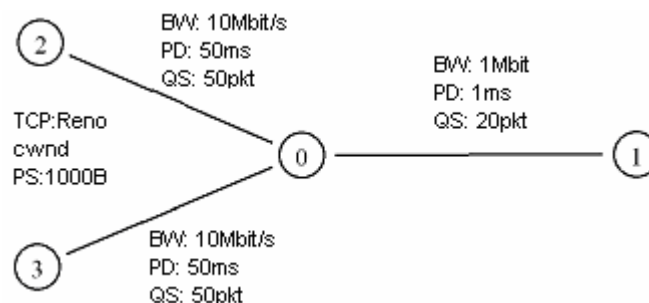 BW: 10Mbit/s
PD: 50ms
QS: 50pkt
2
BW: 1Mbit
PD: 1ms
QS: 20pkt
TCP:Reno
cwnd
PS:1000B
0
1
3
BW: 10Mbit/s
PD: 50ms
QS: 50pkt